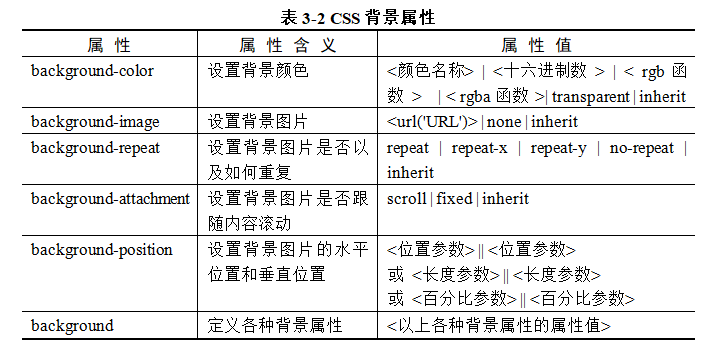 表 3-2 CSS 背景属性
属 性 属 性 含 义 属 性 值
background-color 设置背景颜色 <颜色名称> | <十六进制数 > | < rgb 函
数 > | < rgba 函数 >| transparent | inherit
background-image 设置背景图片 <url('URL')> | none | inherit
background-repeat 设置背景图片是否以 repeat | repeat-x | repeat-y | no-repeat |
及如何重复 inherit
background-attachment 设置背景图片是否跟 scroll | fixed | inherit
随内容滚动
background-position 设置背景图片的水平 <位置参数> || <位置参数>
位置和垂直位置 或 <长度参数> || <长度参数>
或 <百分比参数> || <百分比参数>
background 定义各种背景属性 <以上各种背景属性的属性值>